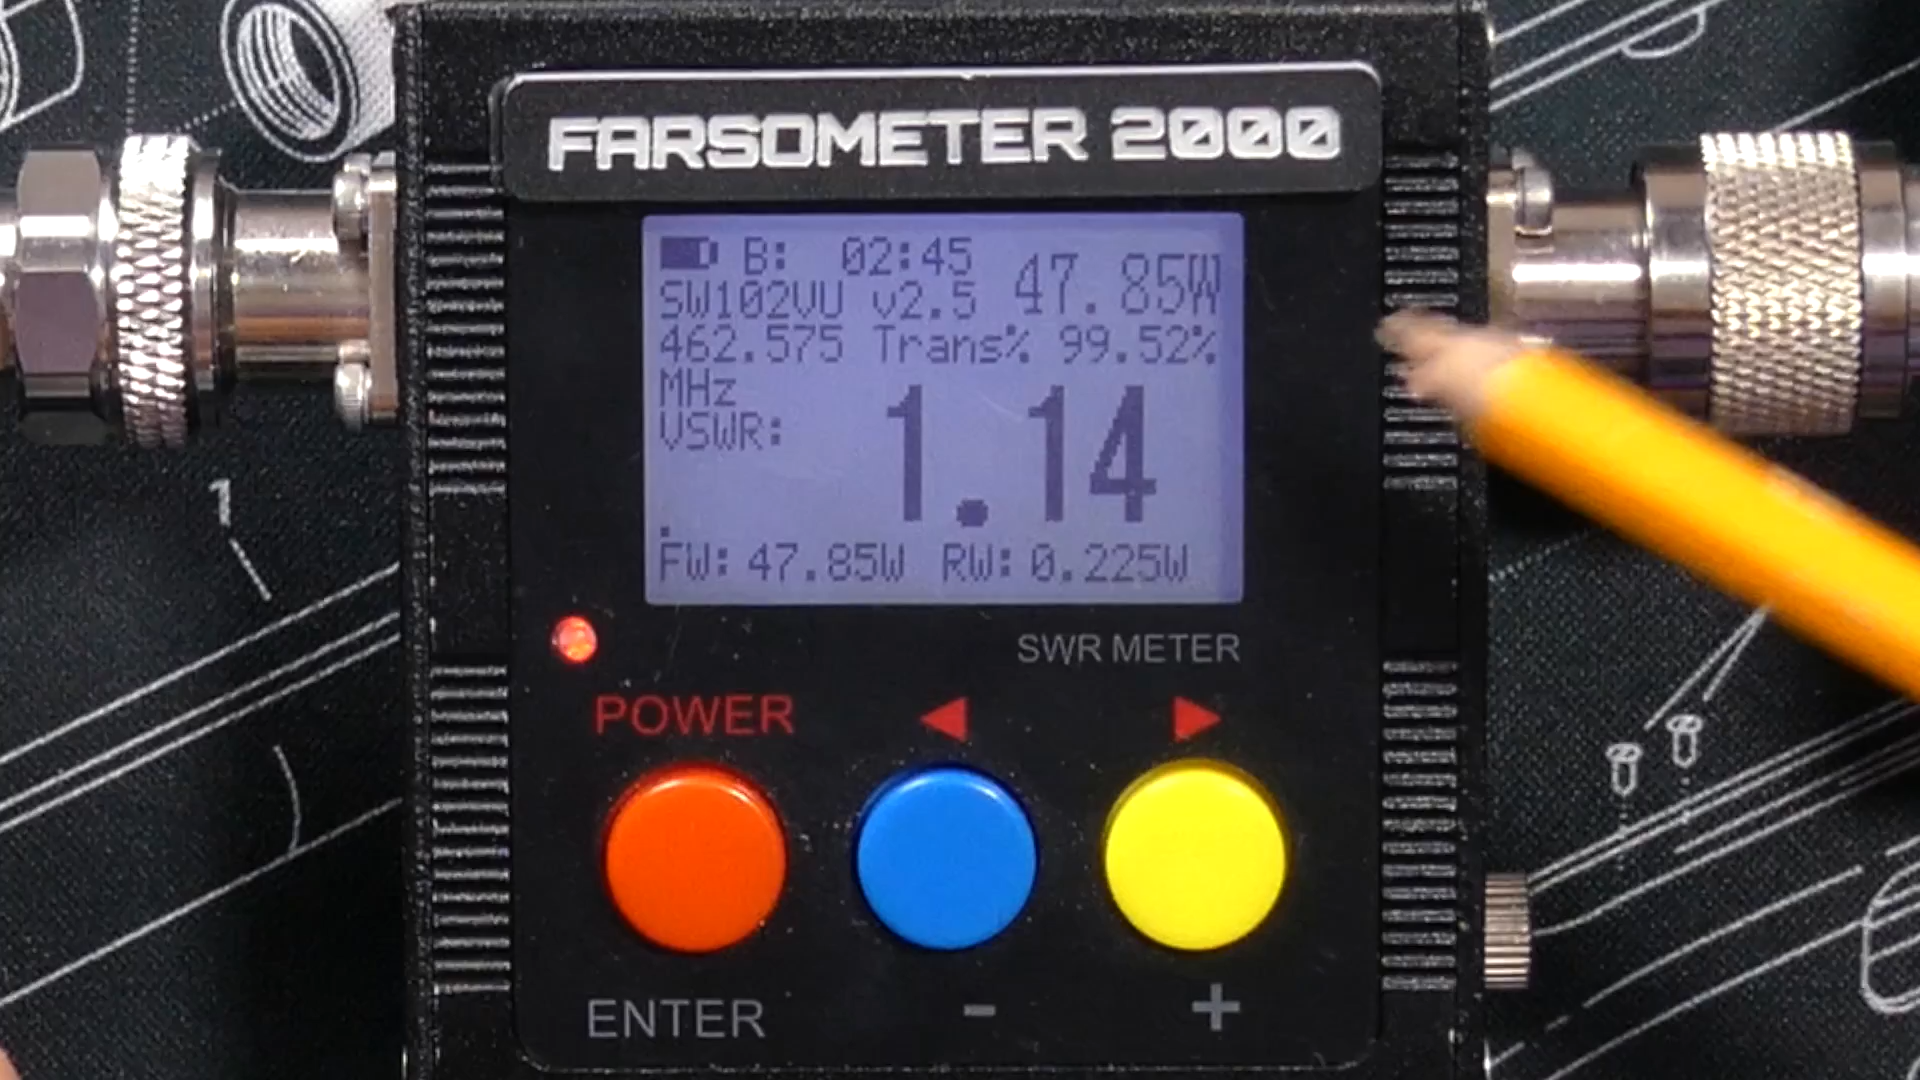 FARSOMETER 2000
B: 02:45 47.85W
SW102VU v2.5
462.575 Trans% 99.52%
MHz
VSWR: 1.14
FW: 47.85W RW: 0.225W
SWR METER
POWER ◀ ▶
ENTER - +
1